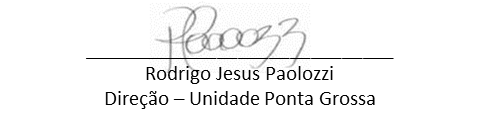 Rodrigo Jesus Paolozzi
Direção – Unidade Ponta Grossa